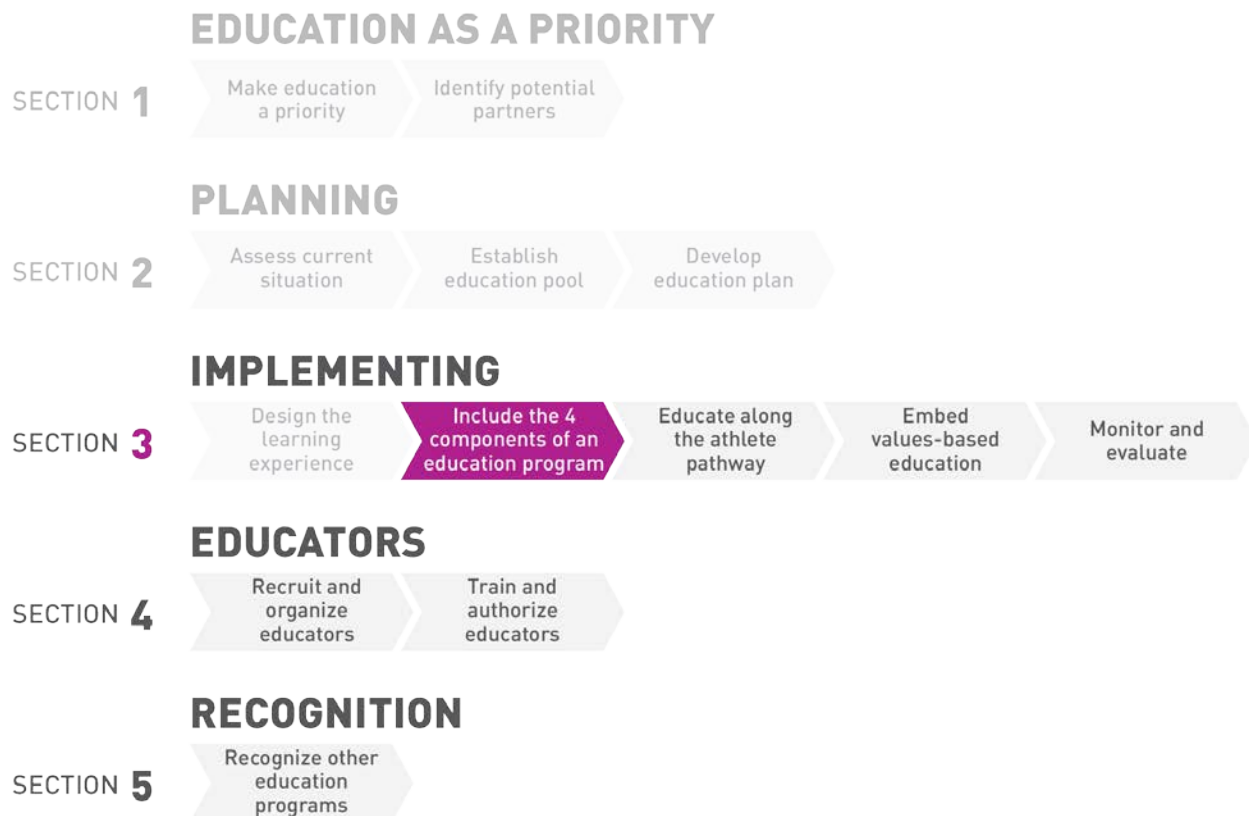 EDUCATION AS A PRIORITY
SECTION 1
Make education
a priority
Identify potential
partners
PLANNING
SECTION 2
Assess current
situation
Establish
education pool
Develop
education plan
IMPLEMENTING
SECTION 3
Design the
learning
experience
Include the 4
components of an
education program
Educate along
the athlete
pathway
Embed
values-based
education
Monitor and
evaluate
EDUCATORS
SECTION 4
Recruit and
organize
educators
Train and
authorize
educators
RECOGNITION
SECTION 5
Recognize other
education
programs